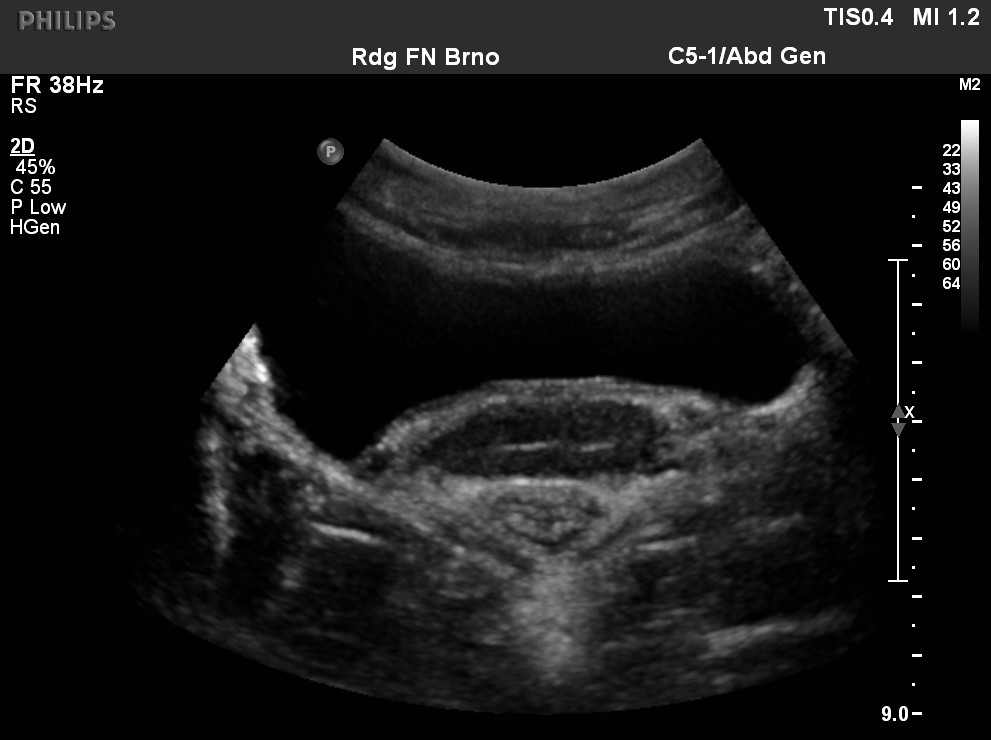 PHILIPS
TIS0.4 MI 1.2
Rdg FN Brno
C5-1/Abd Gen
FR 38Hz
RS
2D
45%
C 55
P Low
HGen
P
M2
22
33
43
49
52
56
60
64
X
9.0